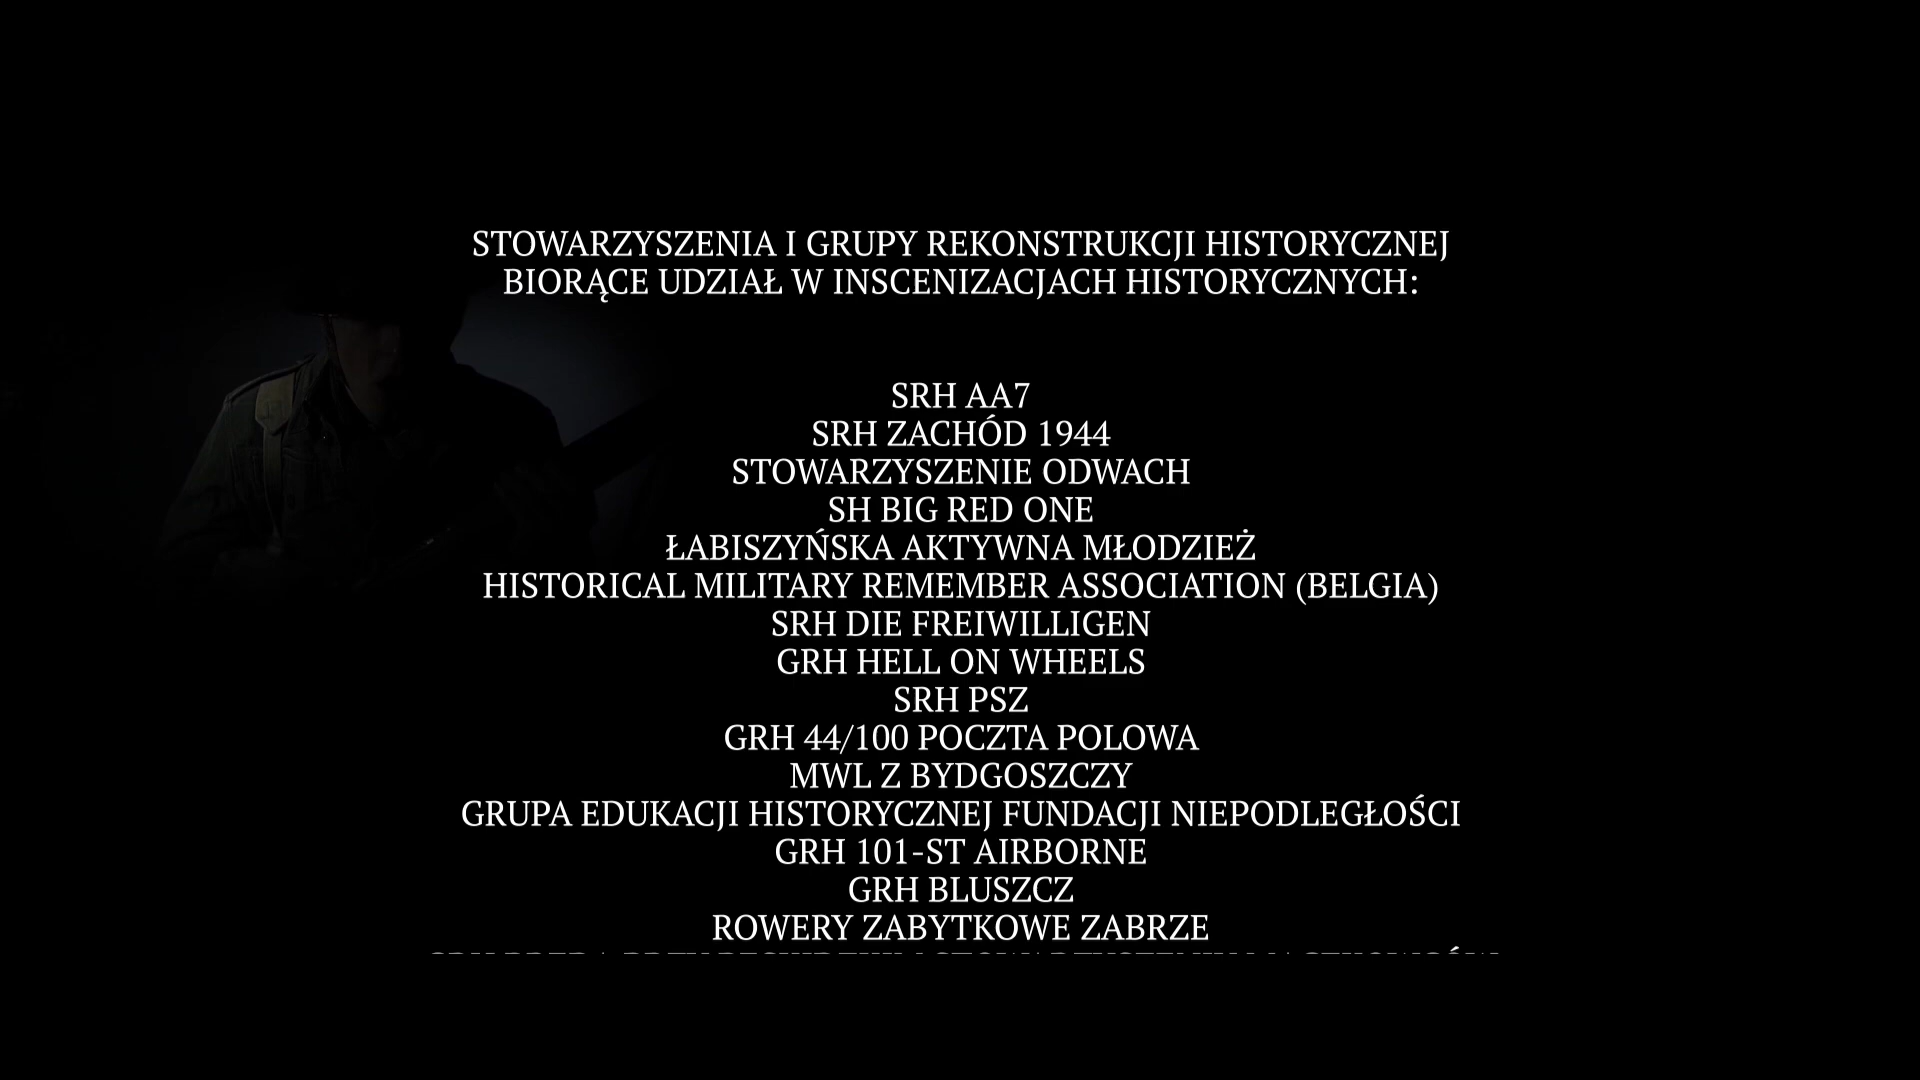 STOWARZYSZENIA I GRUPY REKONSTRUKCJI HISTORYCZNEJ
BIORĄCE UDZIAŁ W INSCENIZACJACH HISTORYCZNYCH:
SRH AA7
SRH ZACHÓD 1944
STOWARZYSZENIE ODWACH
SH BIG RED ONE
ŁABISZYŃSKA AKTYWNA MŁODZIEŻ
HISTORICAL MILITARY REMEMBER ASSOCIATION (BELGIA)
SRH DIE FREIWILLIGEN
GRH HELL ON WHEELS
SRH PSZ
GRH 44/100 POCZTA POLOWA
MWL Z BYDGOSZCZY
GRUPA EDUKACJI HISTORYCZNEJ FUNDACJI NIEPODLEGŁOŚCI
GRH 101-ST AIRBORNE
GRH BLUSZCZ
ROWERY ZABYTKOWE ZABRZE